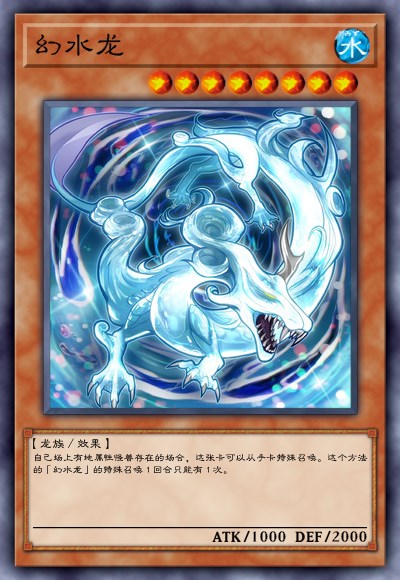 幻水龙
水
【龙族／效果】
自己场上有地属性怪兽存在的场合，这张卡可以从手卡特殊召唤。这个方法
的「幻水龙」的特殊召唤1回合只能有1次。
ATK/1000 DEF/2000